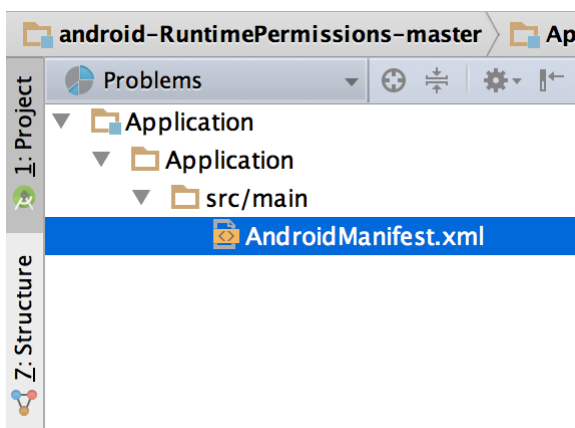 android-RuntimePermissions-master
Ap
1: Project
Problems
Application
Application
src/main
AndroidManifest.xml
7: Structure